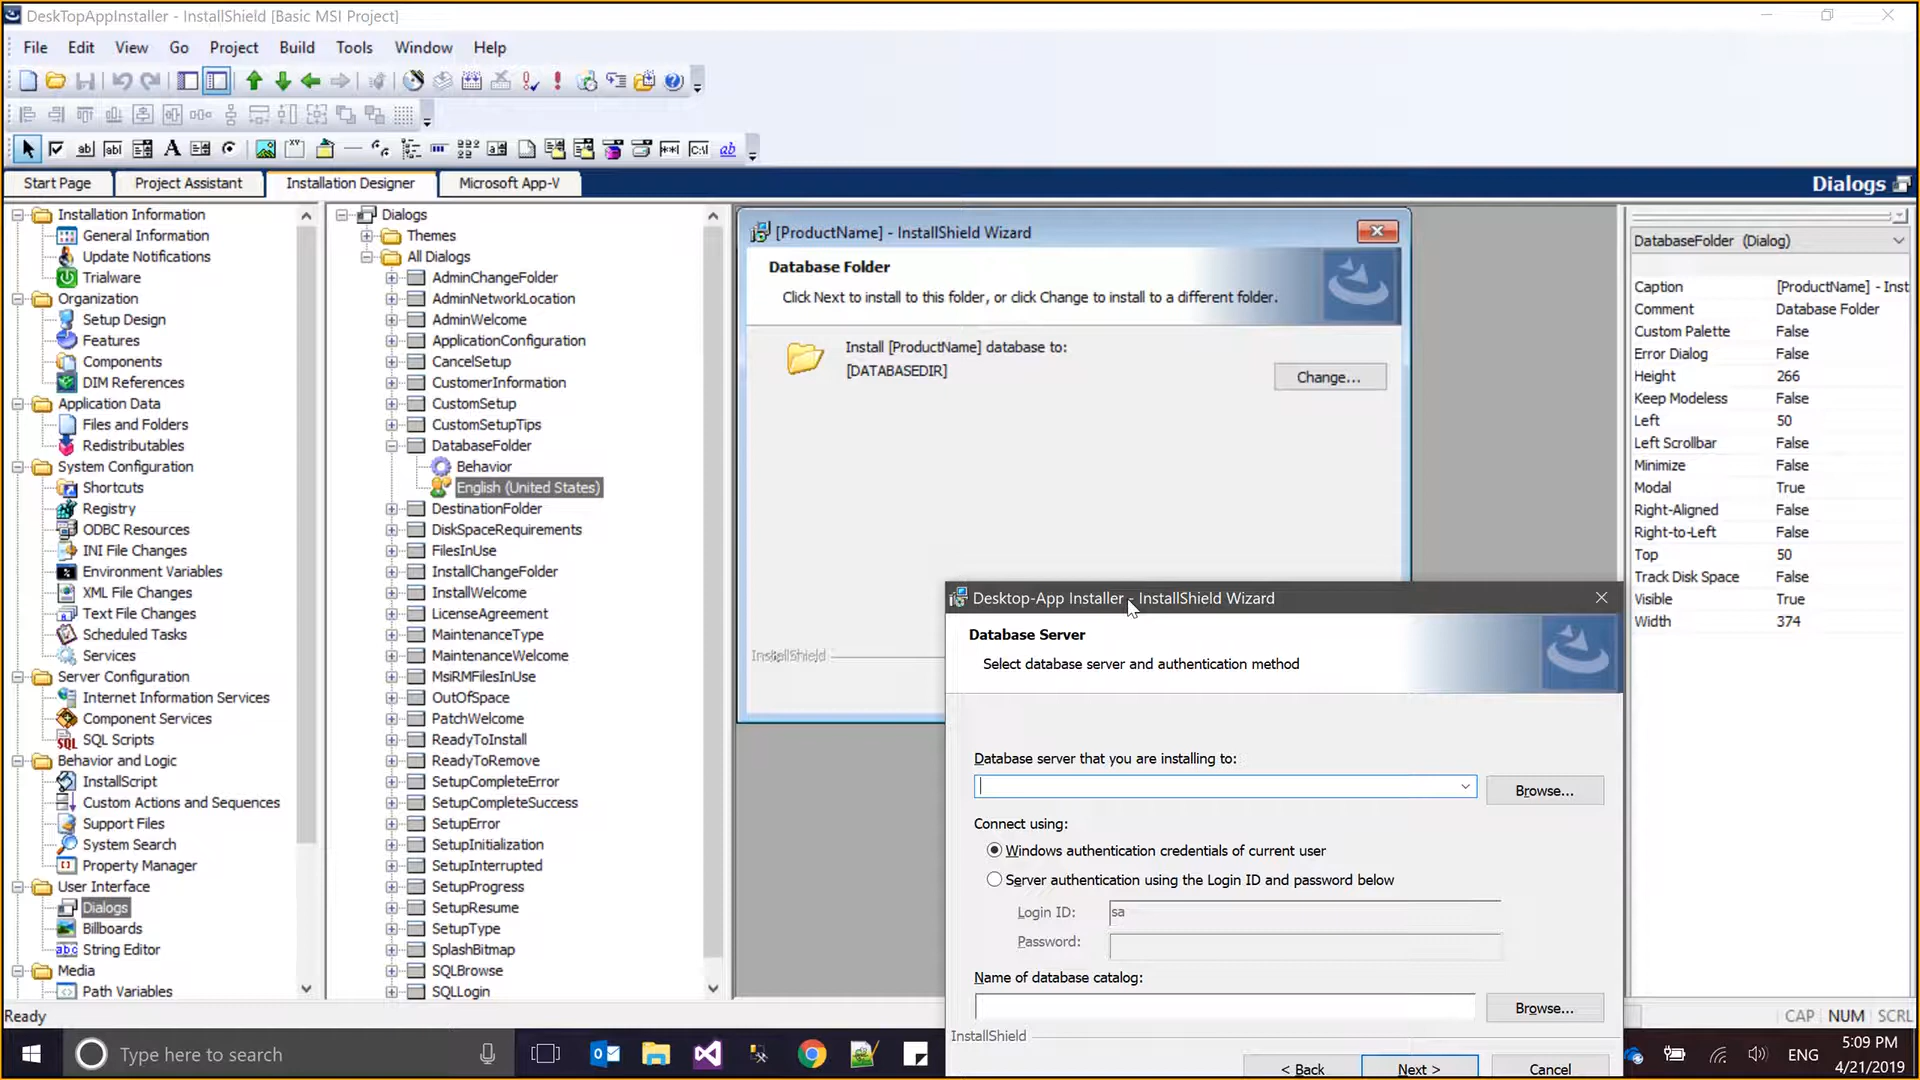 DeskTopAppInstaller - InstallShield [Basic MSI Project]
File Edit View Go Project Build Tools Window Help
Start Page Project Assistant Installation Designer Microsoft App-V Dialogs
Installation Information
General Information
Update Notifications
Trialware
Organization
Setup Design
Features
Components
DIM References
Application Data
Files and Folders
Redistributables
System Configuration
Shortcuts
Registry
ODBC Resources
INI File Changes
Environment Variables
XML File Changes
Text File Changes
Scheduled Tasks
Services
Server Configuration
Internet Information Services
Component Services
SQL Scripts
Behavior and Logic
InstallScript
Custom Actions and Sequences
Support Files
System Search
Property Manager
User Interface
Dialogs
Billboards
String Editor
Media
Path Variables
Dialogs
Themes
All Dialogs
AdminChangeFolder
AdminNetworkLocation
AdminWelcome
ApplicationConfiguration
CancelSetup
CustomerInformation
CustomSetup
CustomSetupTips
DatabaseFolder
Behavior
English (United States)
DestinationFolder
DiskSpaceRequirements
FilesInUse
InstallChangeFolder
InstallWelcome
LicenseAgreement
MaintenanceType
MaintenanceWelcome
MsiRMFilesInUse
OutOfSpace
PatchWelcome
ReadyToInstall
ReadyToRemove
SetupCompleteError
SetupCompleteSuccess
SetupError
SetupInitialization
SetupInterrupted
SetupProgress
SetupResume
SetupType
SplashBitmap
SQLBrowse
SQLLogin
[ProductName] - InstallShield Wizard
Database Folder
Click Next to install to this folder, or click Change to install to a different folder.
Install [ProductName] database to:
[DATABASEDIR]
Change...
InstallShield
Desktop-App Installer - InstallShield Wizard
Database Server
Select database server and authentication method
Database server that you are installing to:
Browse...
Connect using:
Windows authentication credentials of current user
Server authentication using the Login ID and password below
Login ID: sa
Password:
Name of database catalog:
Browse...
InstallShield
< Back Next > Cancel
DatabaseFolder (Dialog)
Caption [ProductName] - Inst
Comment Database Folder
Custom Palette False
Error Dialog False
Height 266
Keep Modeless False
Left 50
Left Scrollbar False
Minimize False
Modal True
Right-Aligned False
Right-to-Left False
Top 50
Track Disk Space False
Visible True
Width 374
Ready CAP NUM SCRL
Type here to search
ENG
5:09 PM
4/21/2019